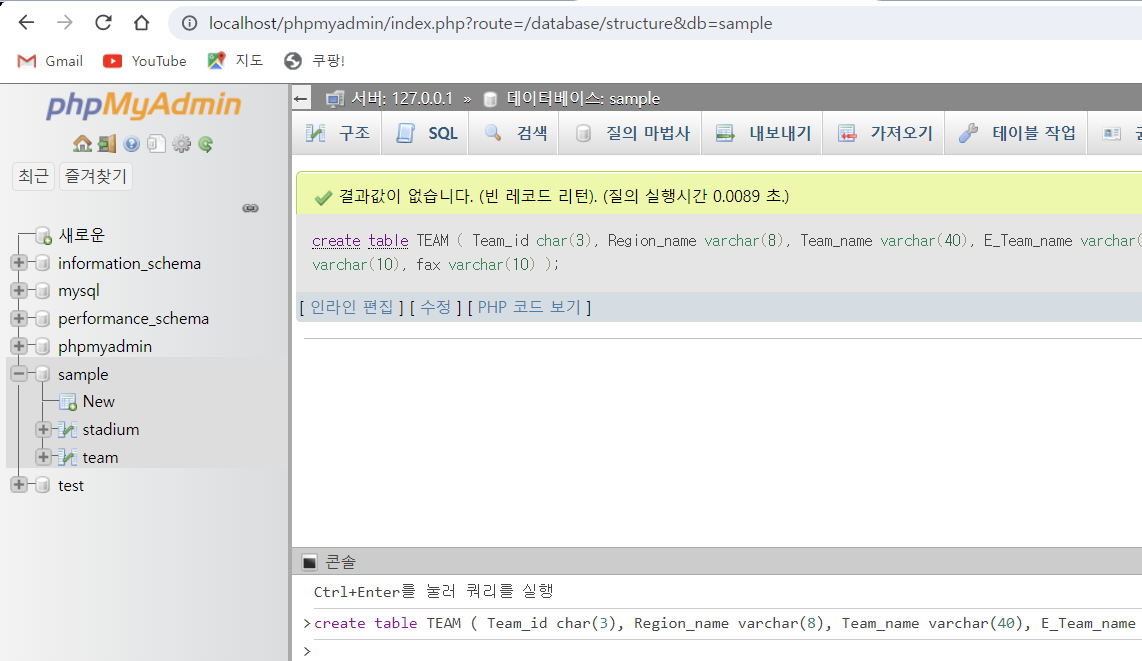 localhost/phpmyadmin/index.php?route=/database/structure&db=sample
Gmail YouTube 지도 쿠팡!
phpMyAdmin
최근 즐겨찾기
새로운
information_schema
mysql
performance_schema
phpmyadmin
sample
New
stadium
team
test
서버: 127.0.0.1 » 데이터베이스: sample
구조 SQL 검색 질의 마법사 내보내기 가져오기 테이블 작업
결과값이 없습니다. (빈 레코드 리턴). (질의 실행시간 0.0089 초.)
create table TEAM ( Team_id char(3), Region_name varchar(8), Team_name varchar(40), E_Team_name varchar(
varchar(10), fax varchar(10) );
[ 인라인 편집 ] [ 수정 ] [ PHP 코드 보기 ]
콘솔
Ctrl+Enter를 눌러 쿼리를 실행
>create table TEAM ( Team_id char(3), Region_name varchar(8), Team_name varchar(40), E_Team_name
>